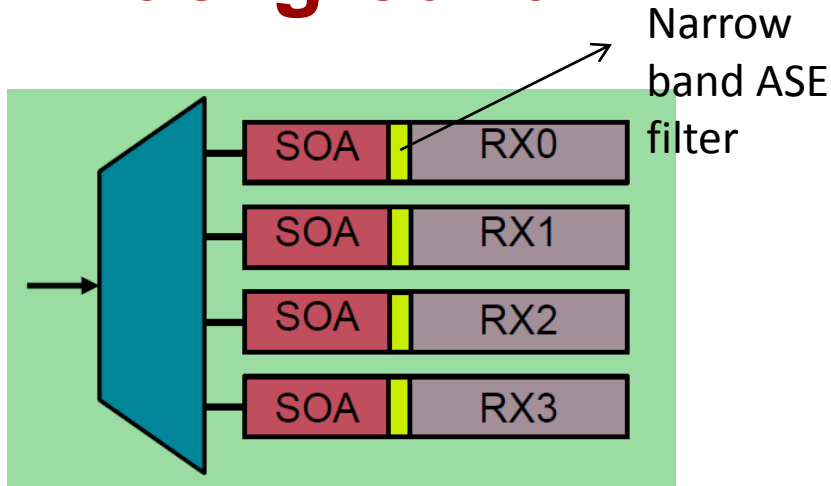 Narrow
band ASE
filter
SOA RX0
SOA RX1
SOA RX2
SOA RX3